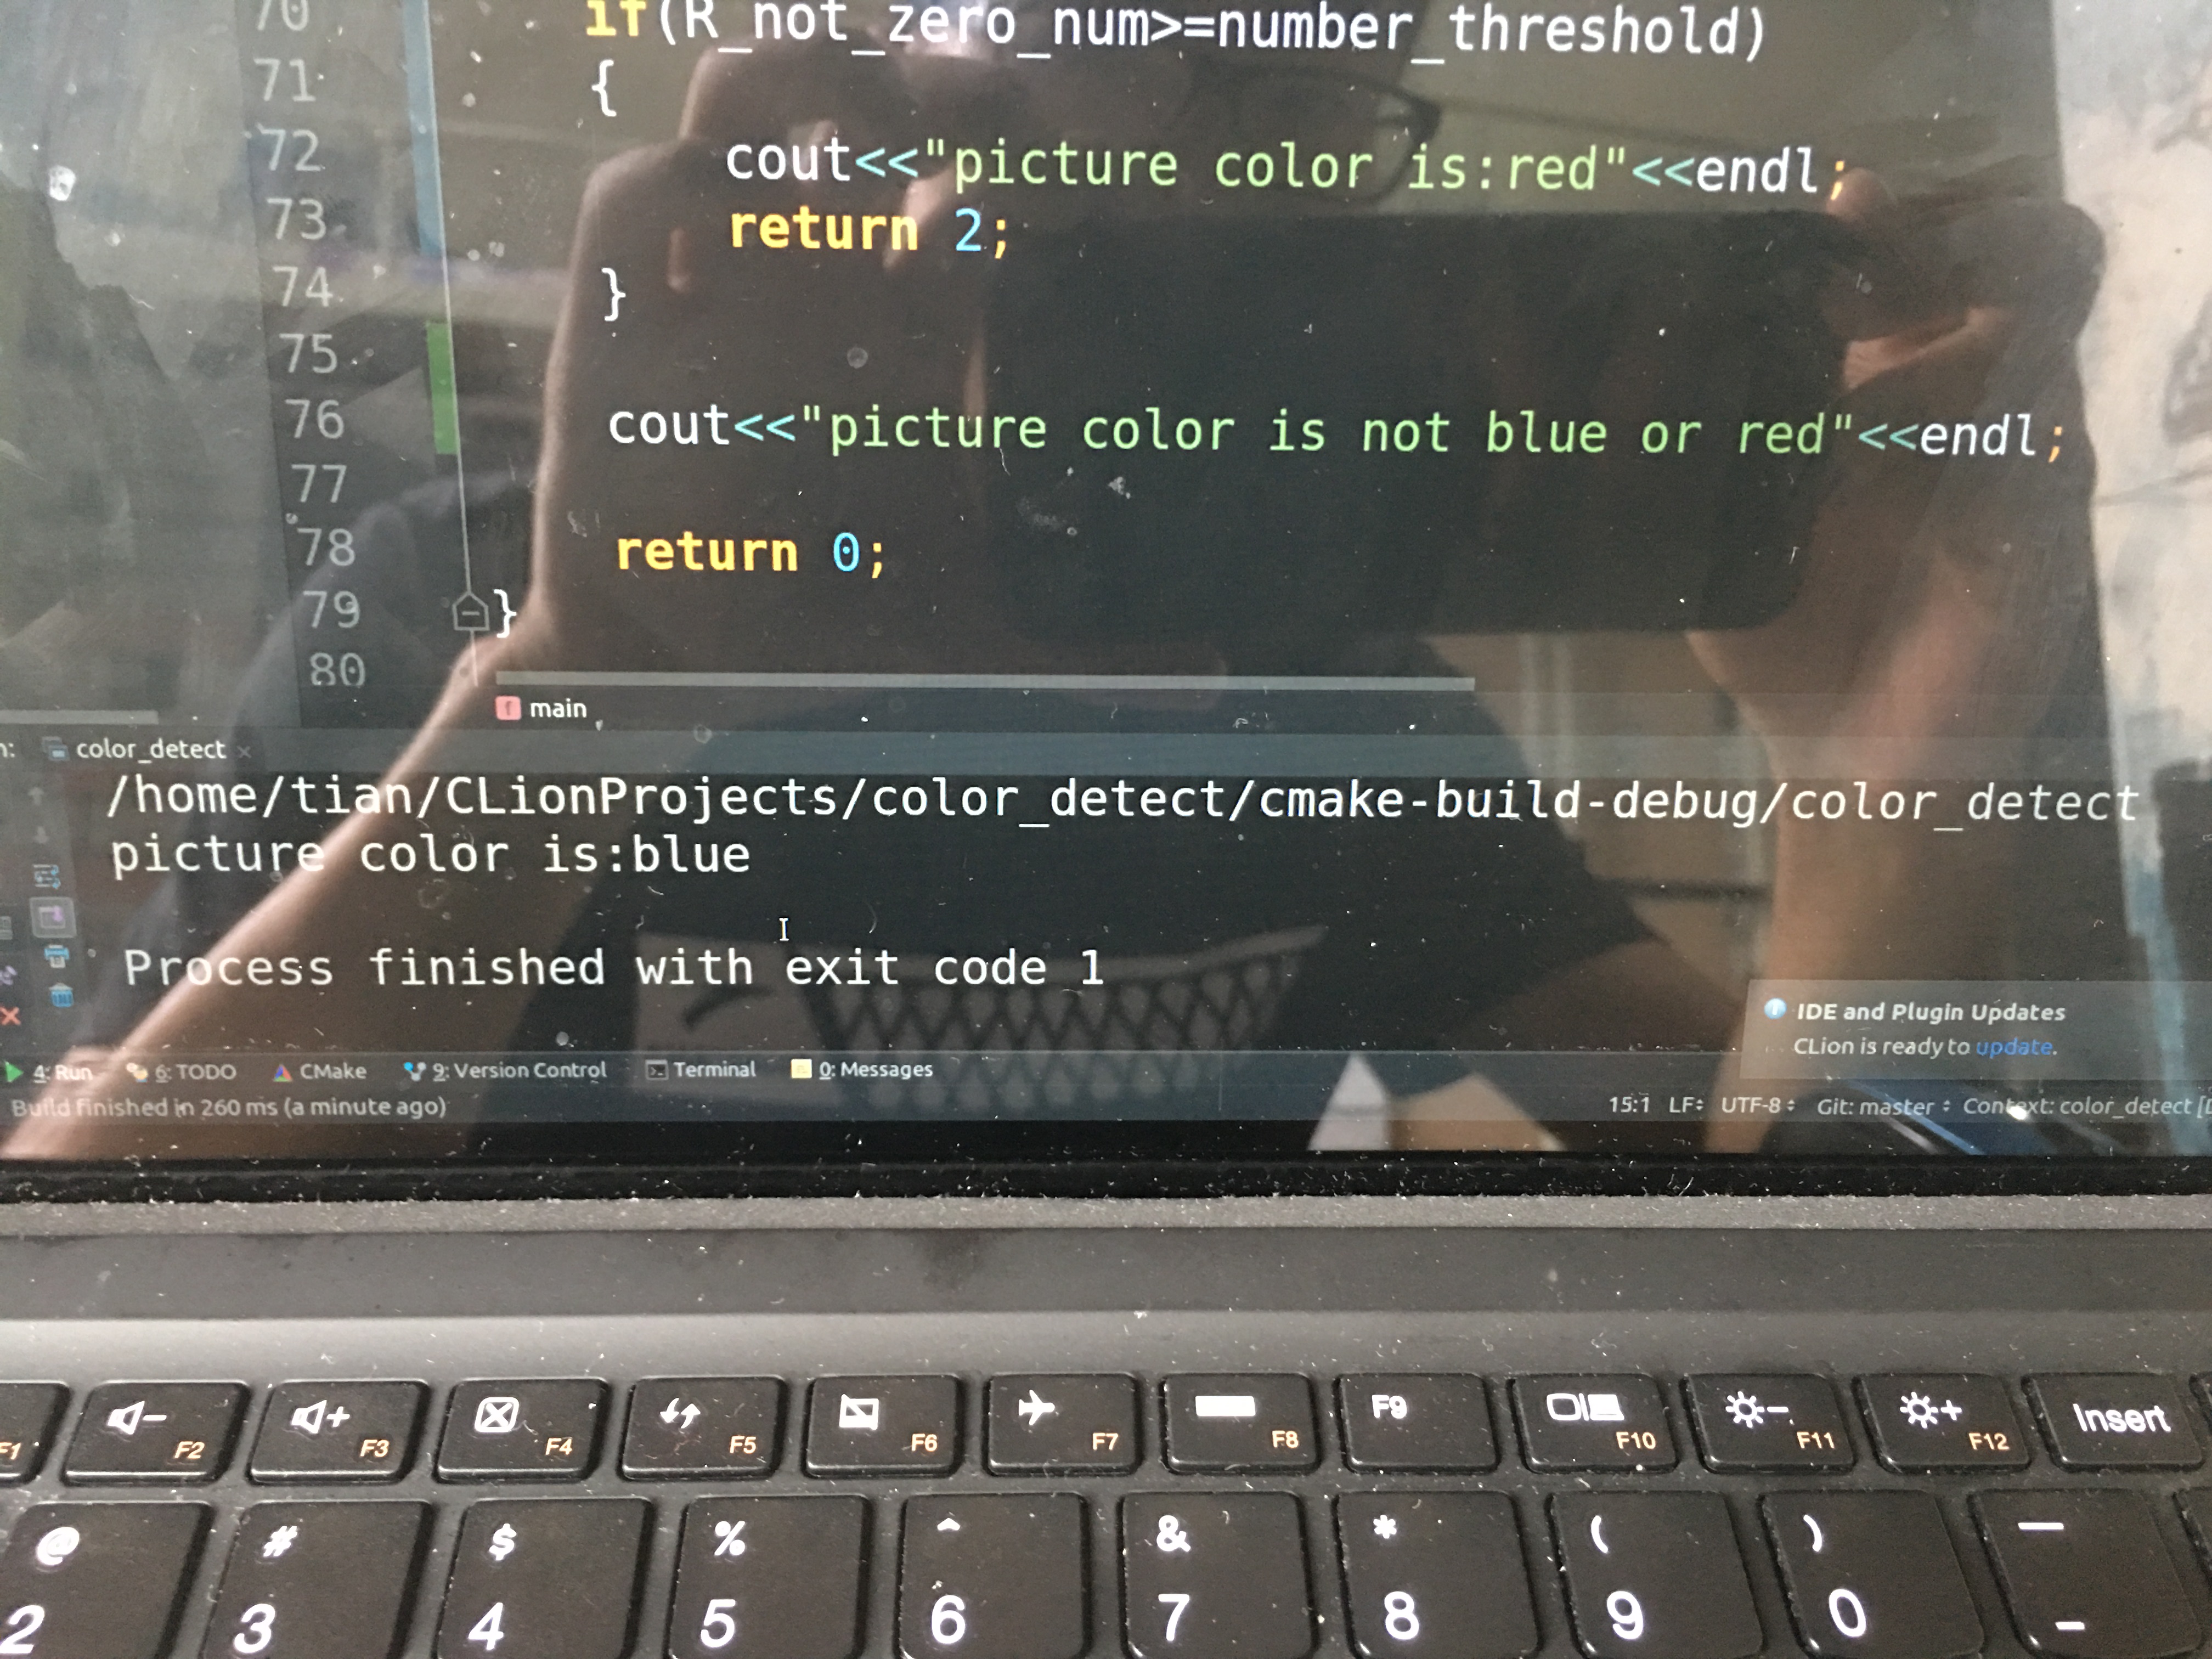 70 if(R_not_zero_num>=number_threshold)
71 {
72 cout<<"picture color is:red"<<endl;
73 return 2;
74 }
75
76 cout<<"picture color is not blue or red"<<endl;
77
78 return 0;
79 }
80
f main
color_detect ×
/home/tian/CLionProjects/color_detect/cmake-build-debug/color_detect
picture color is:blue
Process finished with exit code 1
IDE and Plugin Updates
CLion is ready to update.
4: Run 6: TODO CMake 9: Version Control Terminal 0: Messages
Build finished in 260 ms (a minute ago)
15:1 LF UTF-8 Git: master Context: color_detect [D
F1 F2 F3 F4 F5 F6 F7 F8 F9 F10 F11 F12 Insert
@ # $ % ^ & * ( ) —
2 3 4 5 6 7 8 9 0 -